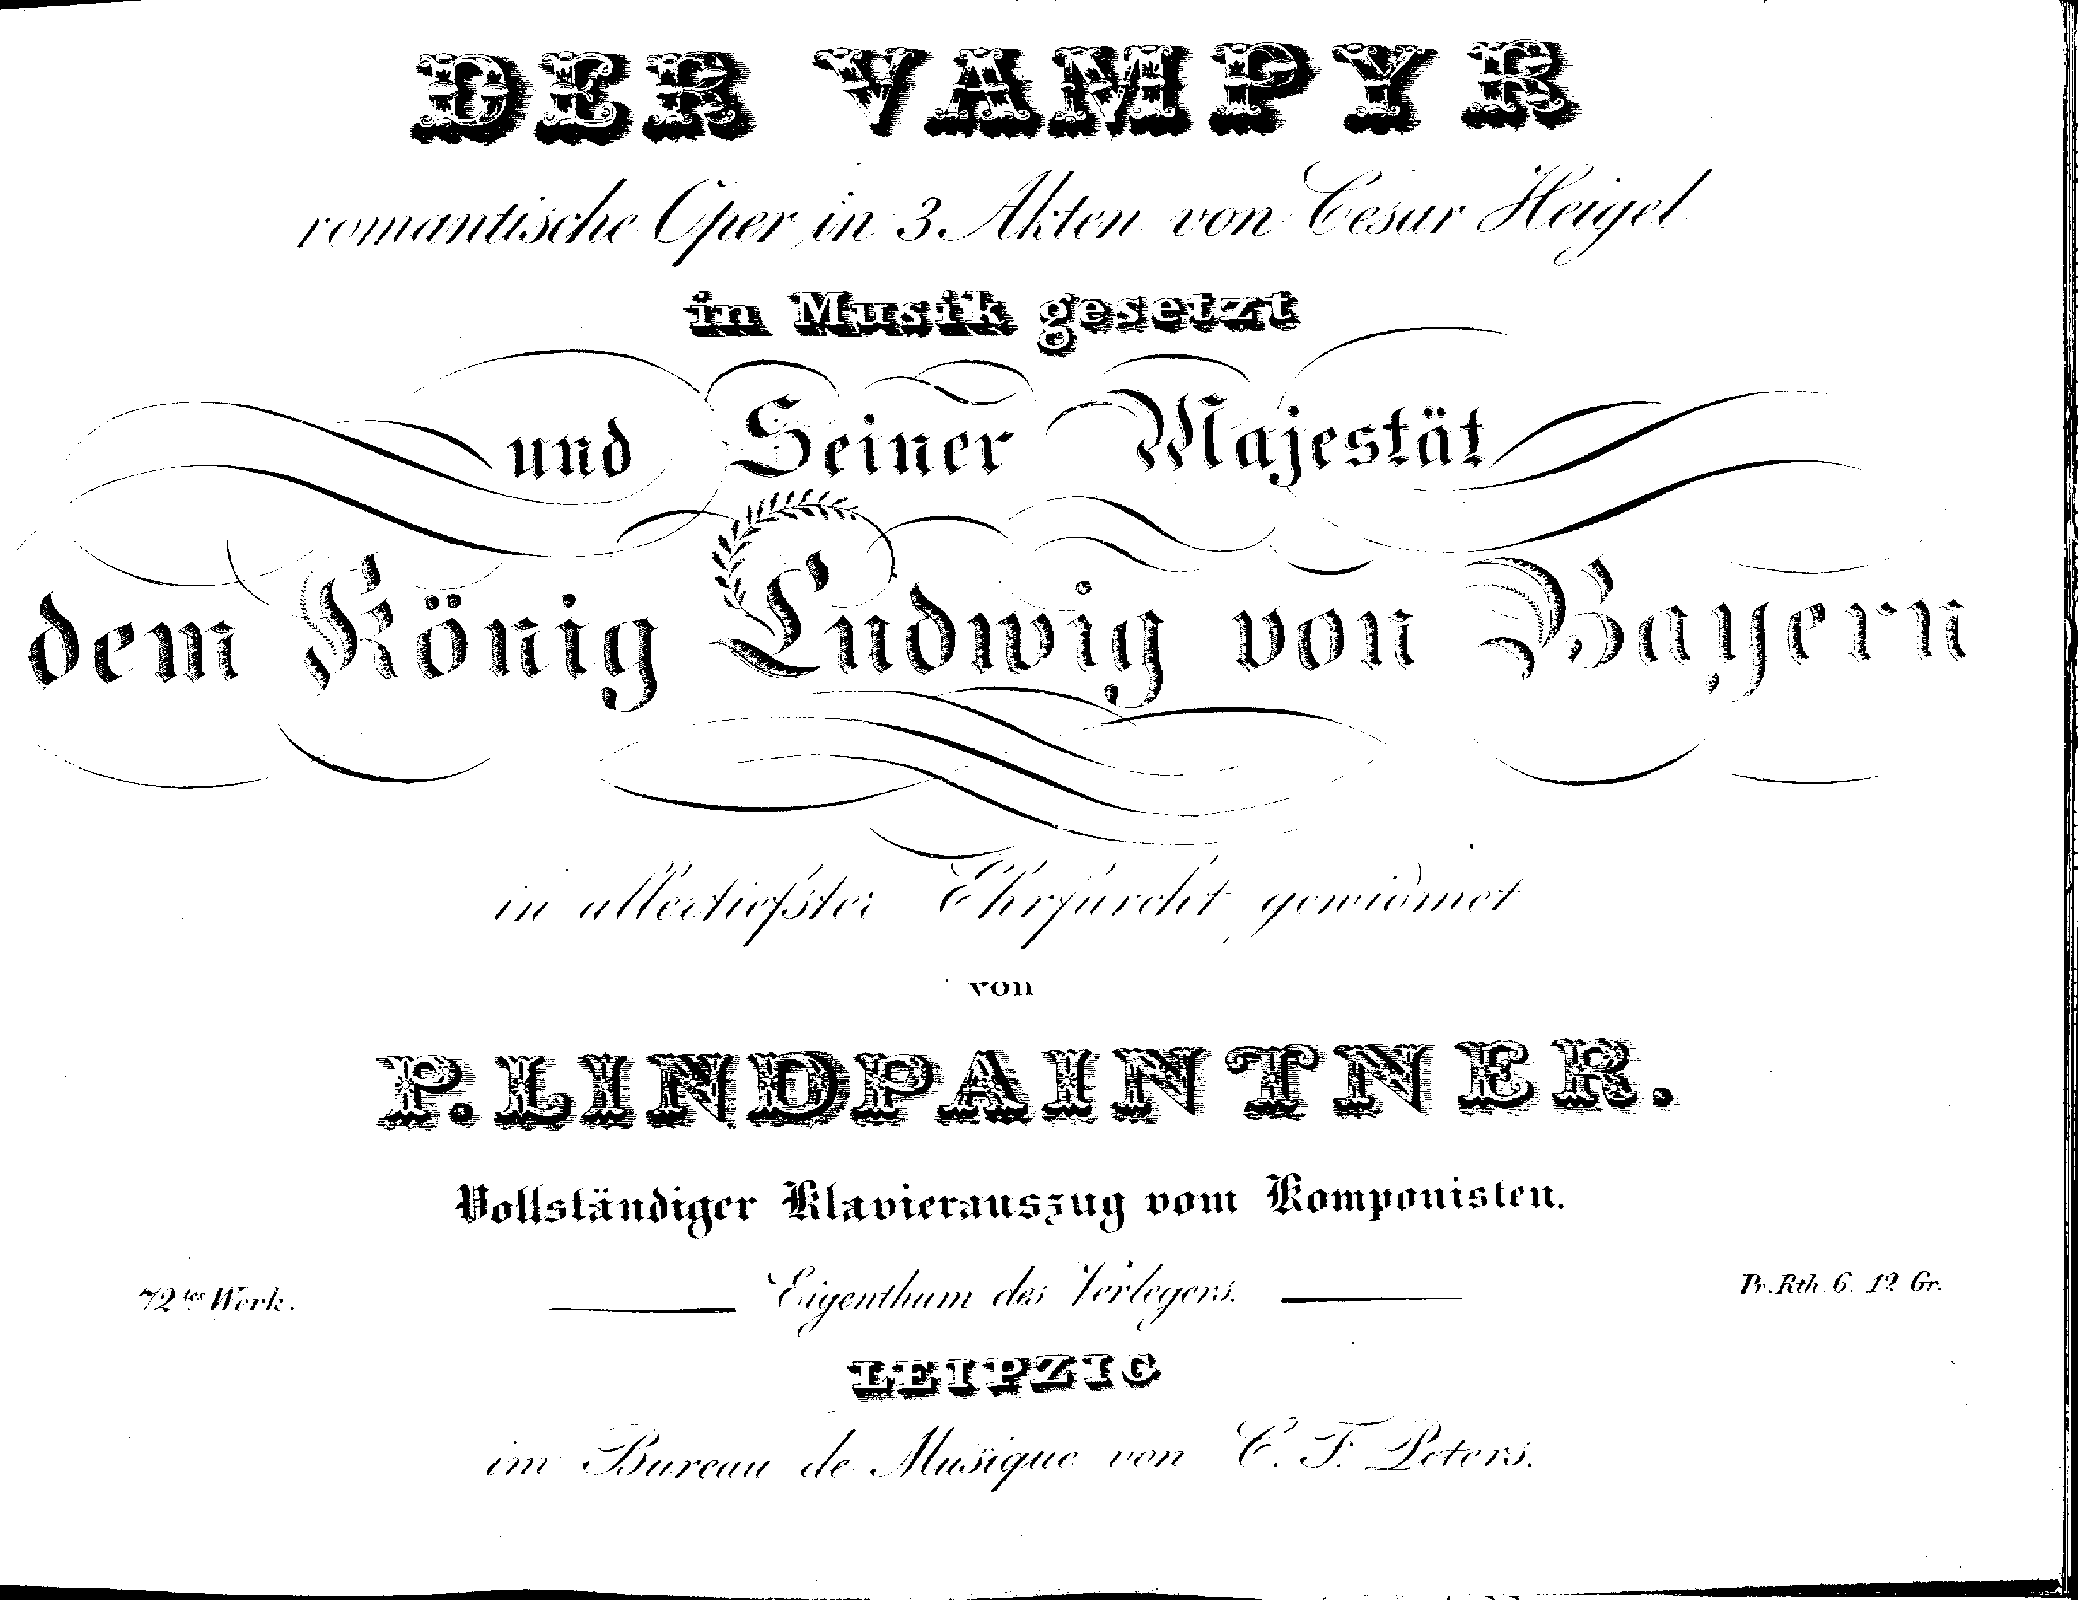 DER VAMPYR
romantische Oper in 3 Akten von Cesar Heigel
in Musik gesetzt
und Seiner Majestät
dem König Ludwig von Bayern
in allertiefster Ehrfurcht gewidmet
von
P. LINDPAINTNER.
Vollständiger Klavierauszug vom Komponisten.
72tes Werk.
Eigenthum des Verlegers.
Pr. Rth. 6. 12 Gr.
LEIPZIG
im Bureau de Musique von C. F. Peters.